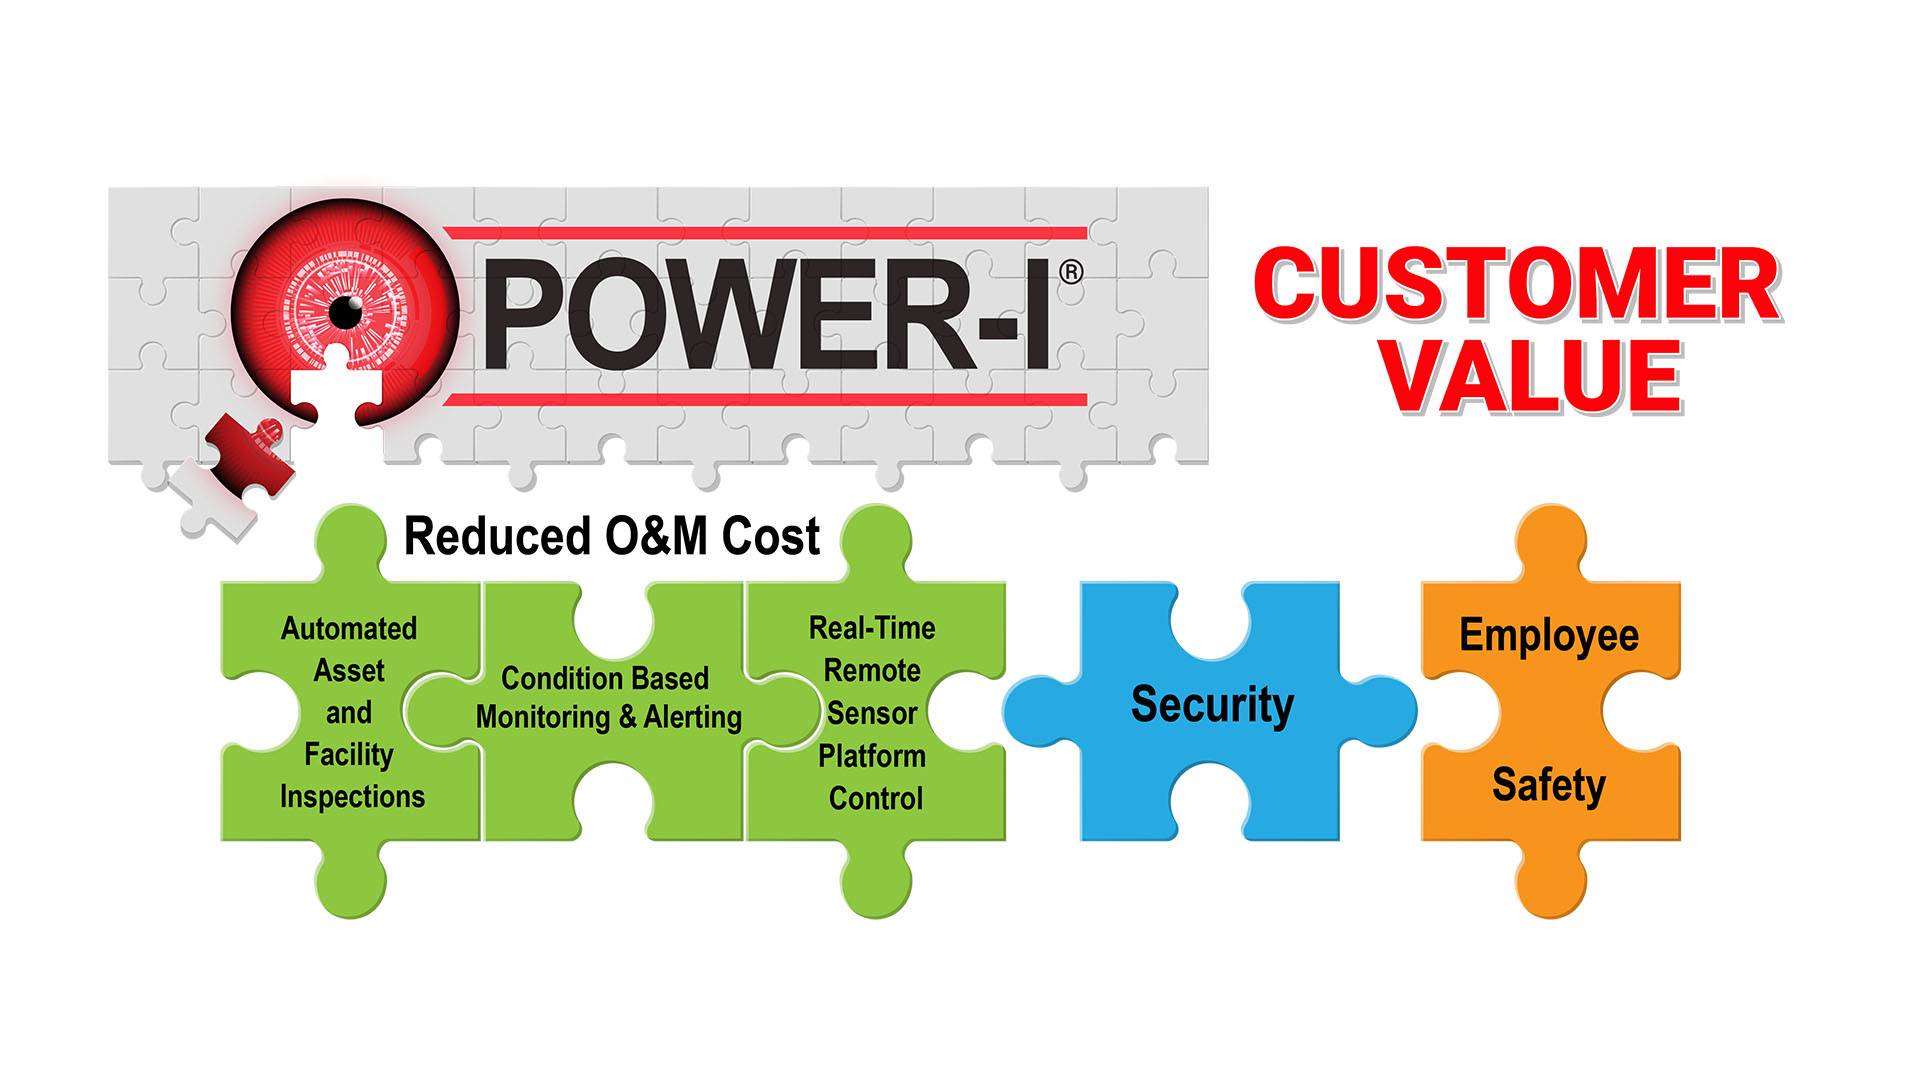 POWER-I®
CUSTOMER
VALUE
Reduced O&M Cost
Automated
Asset
and
Facility
Inspections
Condition Based
Monitoring & Alerting
Real-Time
Remote
Sensor
Platform
Control
Security
Employee
Safety